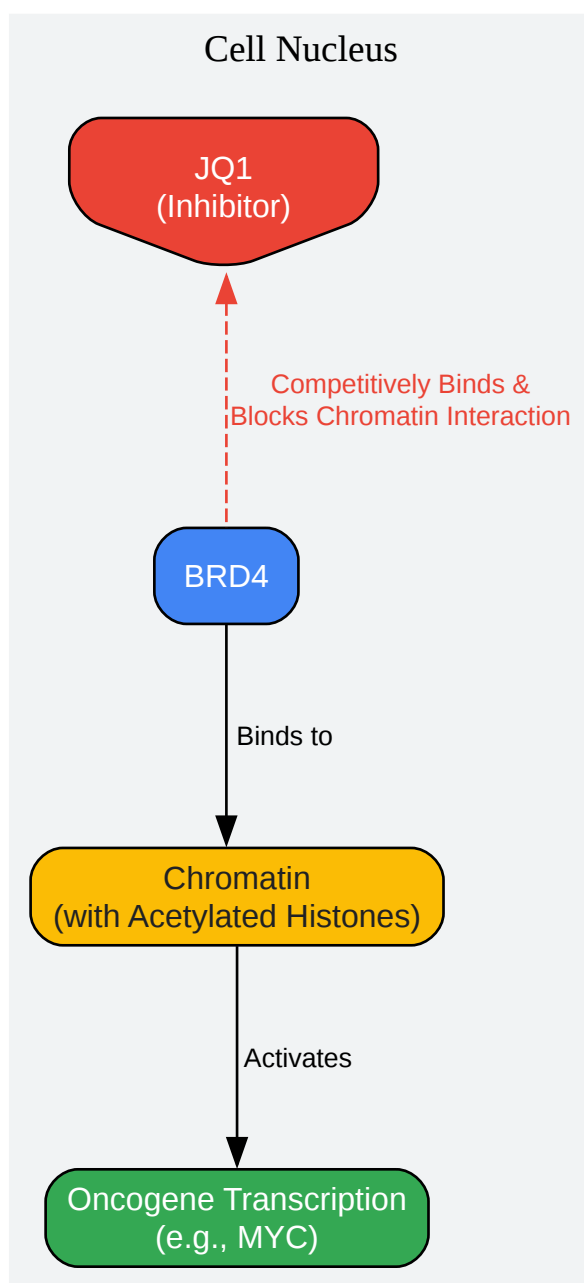 Cell Nucleus
JQ1
(Inhibitor)
Competitively Binds &
Blocks Chromatin Interaction
BRD4
Binds to
Chromatin
(with Acetylated Histones)
Activates
Oncogene Transcription
(e.g., MYC)